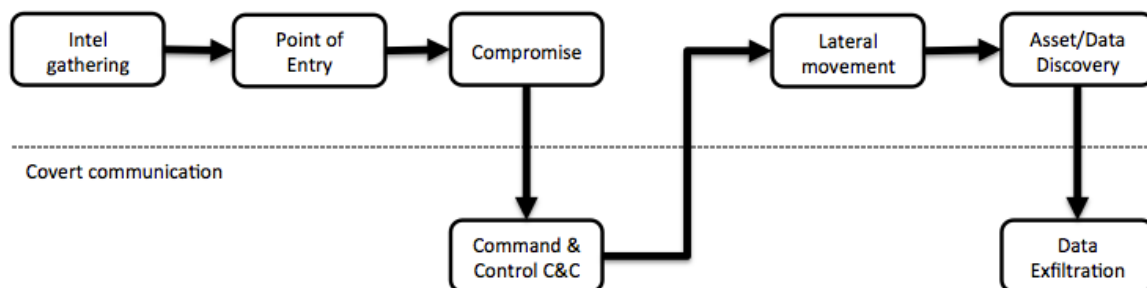 Intel
gathering
Point of
Entry
Compromise
Lateral
movement
Asset/Data
Discovery
Covert communication
Command &
Control C&C
Data
Exfiltration